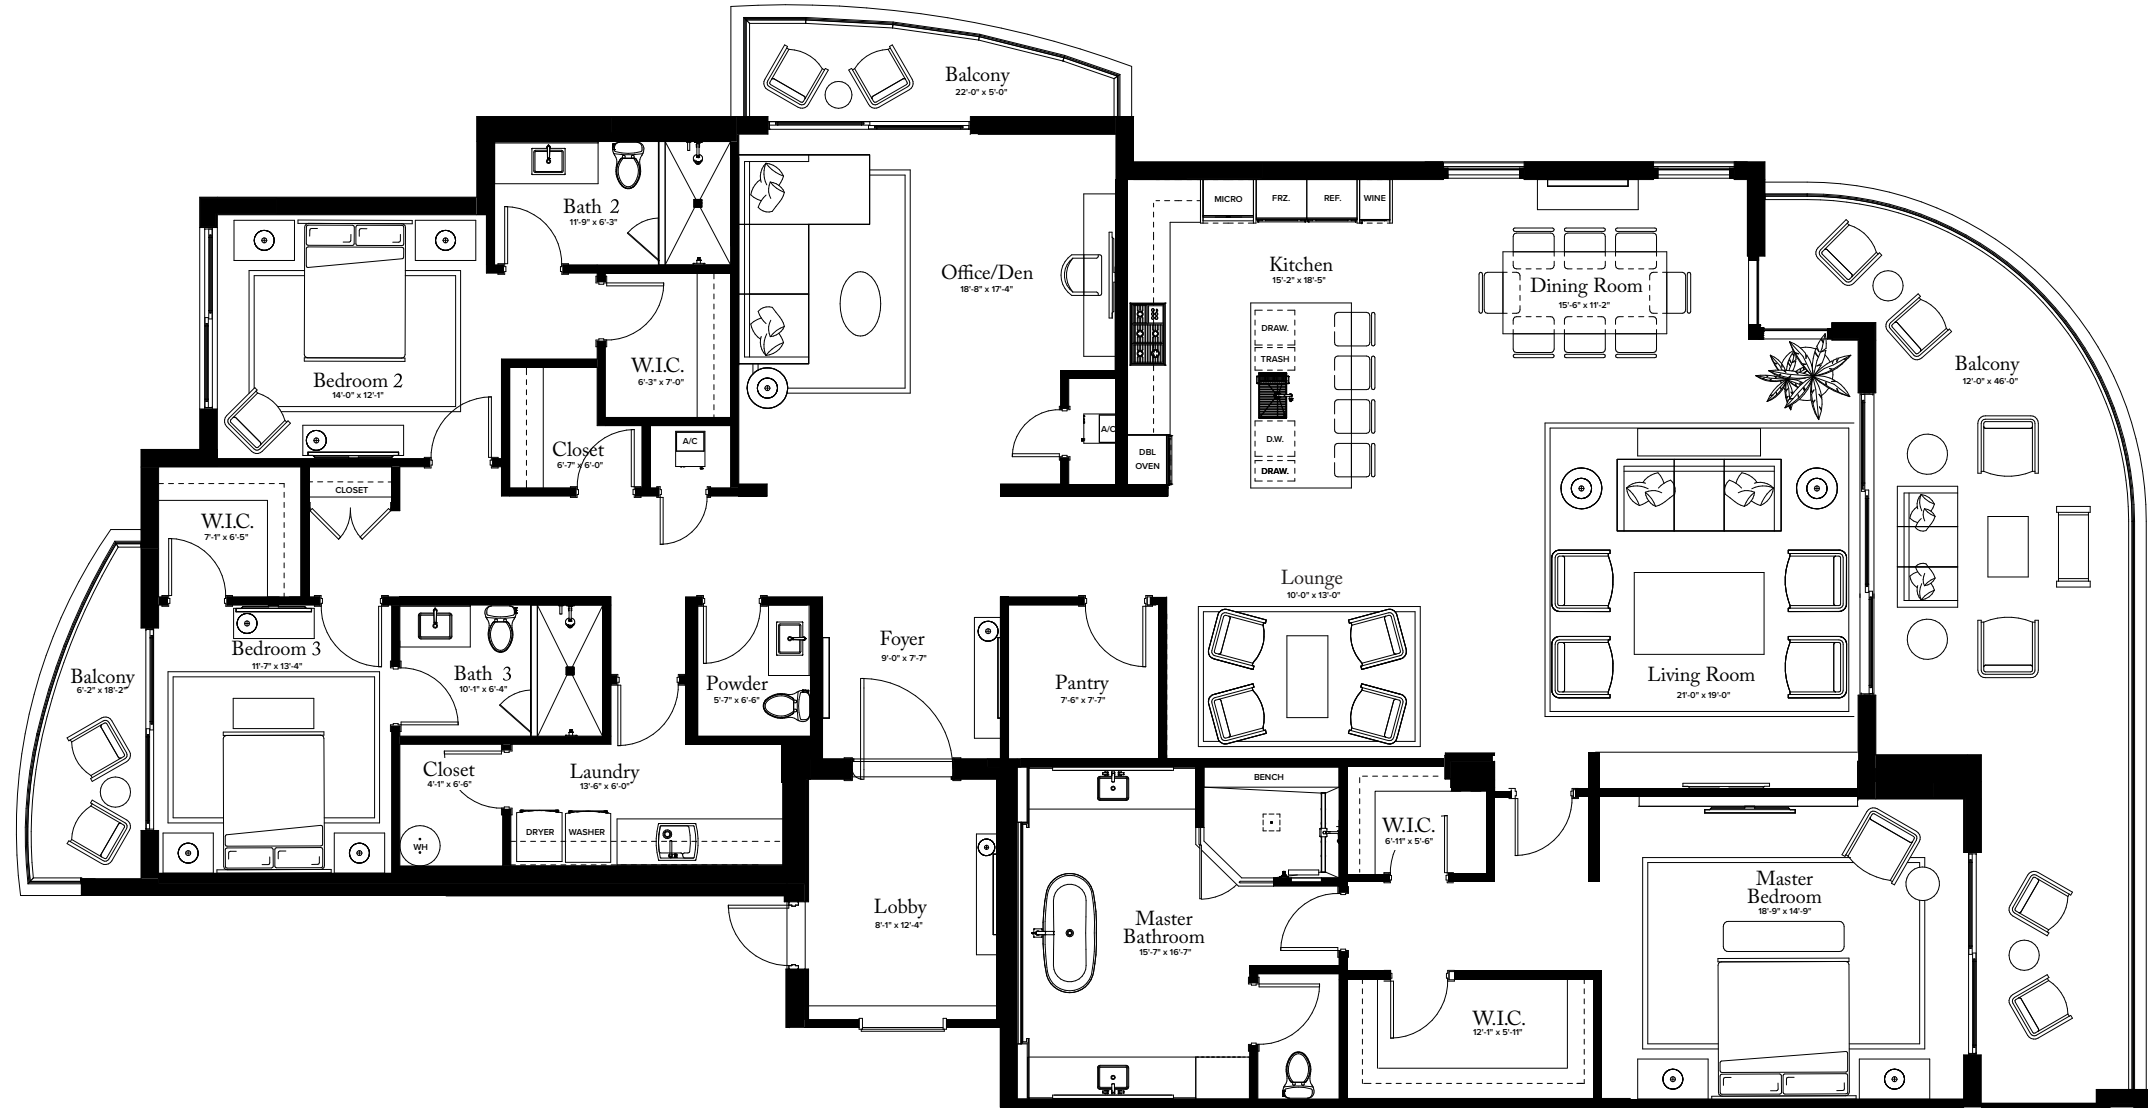 Balcony
22'-0" x 5'-0"
Bath 2
11'-9" x 6'-3"
MICRO
FRZ.
REF.
WINE
Office/Den
18'-8" x 17'-4"
Kitchen
15'-2" x 18'-5"
Dining Room
15'-6" x 11'-2"
DRAW.
TRASH
D.W.
DRAW.
W.I.C.
6'-3" x 7'-0"
Bedroom 2
14'-0" x 12'-1"
Balcony
12'-0" x 46'-0"
Closet
6'-7" x 6'-0"
A/C
A/C
DBL
OVEN
CLOSET
W.I.C.
7'-1" x 6'-5"
Lounge
10'-0" x 13'-0"
Foyer
9'-0" x 7'-7"
Bedroom 3
11'-7" x 13'-4"
Balcony
6'-2" x 18'-2"
Bath 3
10'-1" x 6'-4"
Powder
5'-7" x 6'-6"
Pantry
7'-6" x 7'-7"
Living Room
21'-0" x 19'-0"
Closet
4'-1" x 6'-6"
Laundry
13'-6" x 6'-0"
BENCH
DRYER
WASHER
WH
W.I.C.
6'-11" x 5'-6"
Lobby
8'-1" x 12'-4"
Master
Bathroom
15'-7" x 16'-7"
Master
Bedroom
18'-9" x 14'-9"
W.I.C.
12'-1" x 5'-11"